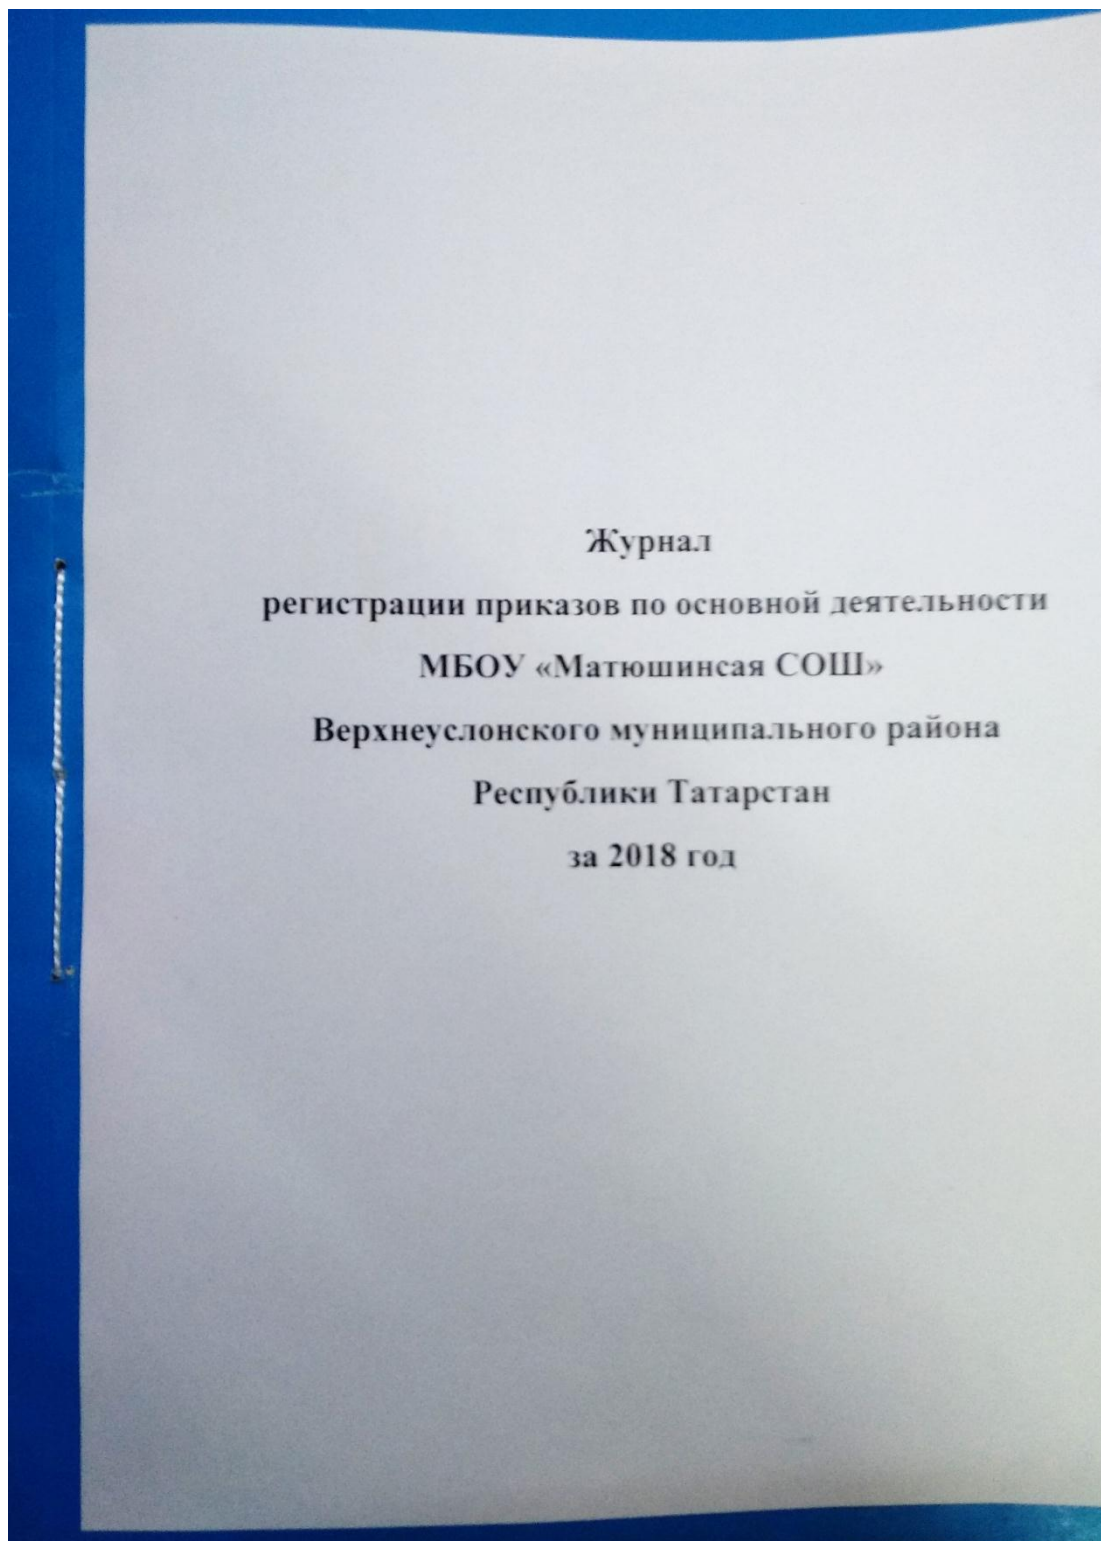 Журнал
регистрации приказов по основной деятельности
МБОУ «Матюшинсая СОШ»
Верхнеуслонского муниципального района
Республики Татарстан
за 2018 год